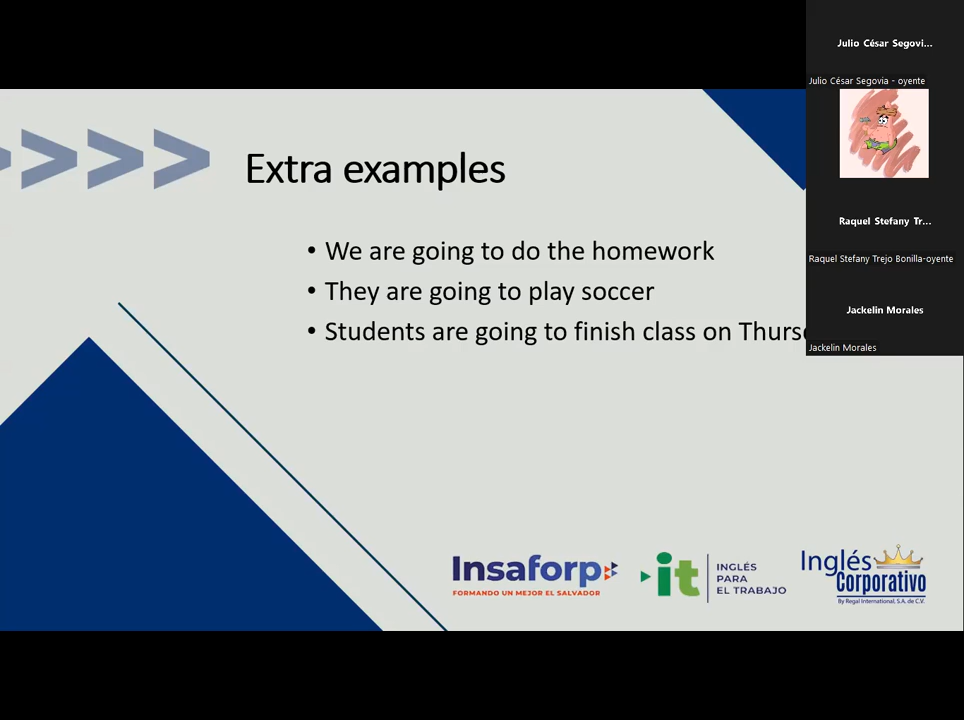 Julio César Segovi...
Julio César Segovia - oyente
Raquel Stefany Tr...
Raquel Stefany Trejo Bonilla-oyente
Jackelin Morales
Jackelin Morales
Extra examples
• We are going to do the homework
• They are going to play soccer
• Students are going to finish class on
Insaforp
FORMANDO UN MEJOR EL SALVADOR
it
INGLÉS
PARA
EL TRABAJO
Inglés
Corporativo
By Regal International, S.A. de C.V.